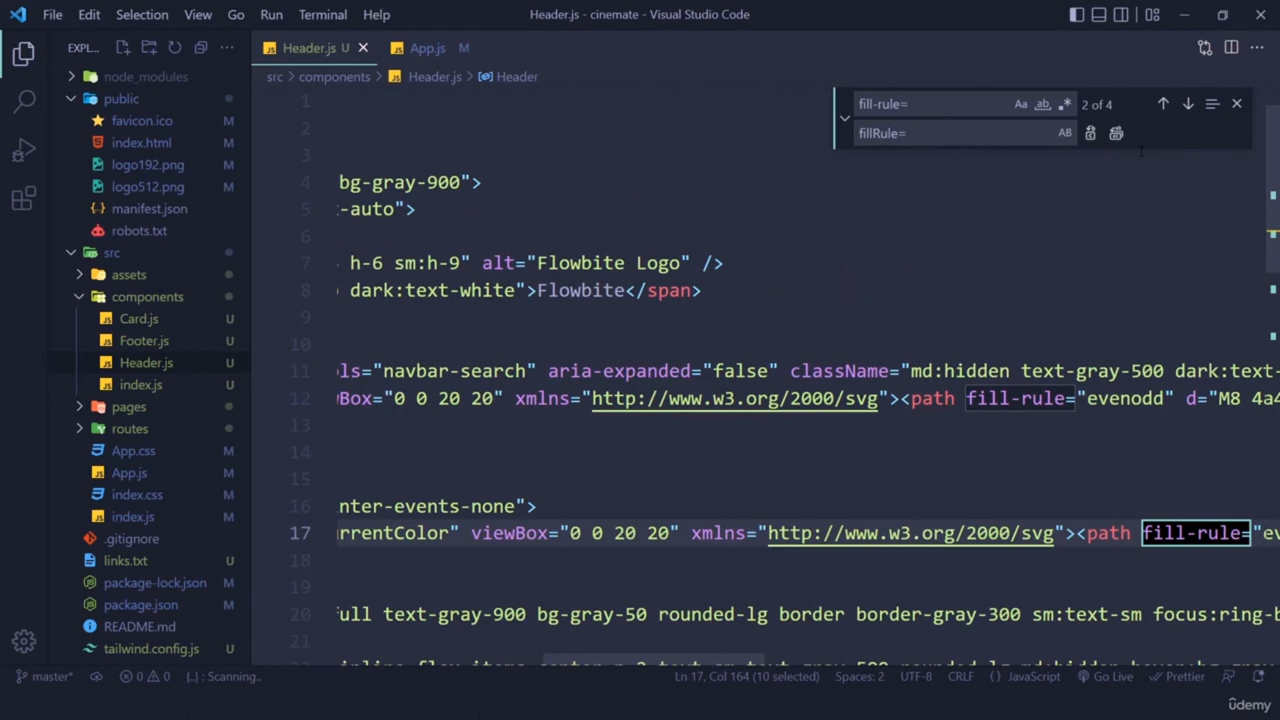 File Edit Selection View Go Run Terminal Help
Header.js - cinemate - Visual Studio Code
EXPL...
node_modules
public
favicon.ico
index.html M
logo192.png M
logo512.png M
manifest.json
robots.txt
src
assets
components
Card.js U
Footer.js U
Header.js U
index.js U
pages
routes
App.css M
App.js M
index.css M
index.js M
.gitignore
links.txt U
package-lock.json M
package.json M
README.md
tailwind.config.js U
JS Header.js U JS App.js M
src > components > JS Header.js > Header
fill-rule= Aa ab .* 2 of 4
fillRule= AB
1
2
3
4 bg-gray-900">
5 -auto">
6
7 h-6 sm:h-9" alt="Flowbite Logo" />
8 dark:text-white">Flowbite</span>
9
10
11 ls="navbar-search" aria-expanded="false" className="md:hidden text-gray-500 dark:text-
12 Box="0 0 20 20" xmlns="http://www.w3.org/2000/svg"><path fill-rule="evenodd" d="M8 4a4
13
14
15
16 nter-events-none">
17 rrentColor" viewBox="0 0 20 20" xmlns="http://www.w3.org/2000/svg"><path fill-rule="ev
18
19
20 full text-gray-900 bg-gray-50 rounded-lg border border-gray-300 sm:text-sm focus:ring-b
21
master* 0 0 {..} : Scanning.. Ln 17, Col 164 (10 selected) Spaces: 2 UTF-8 CRLF {} JavaScript Go Live Prettier
ûdemy